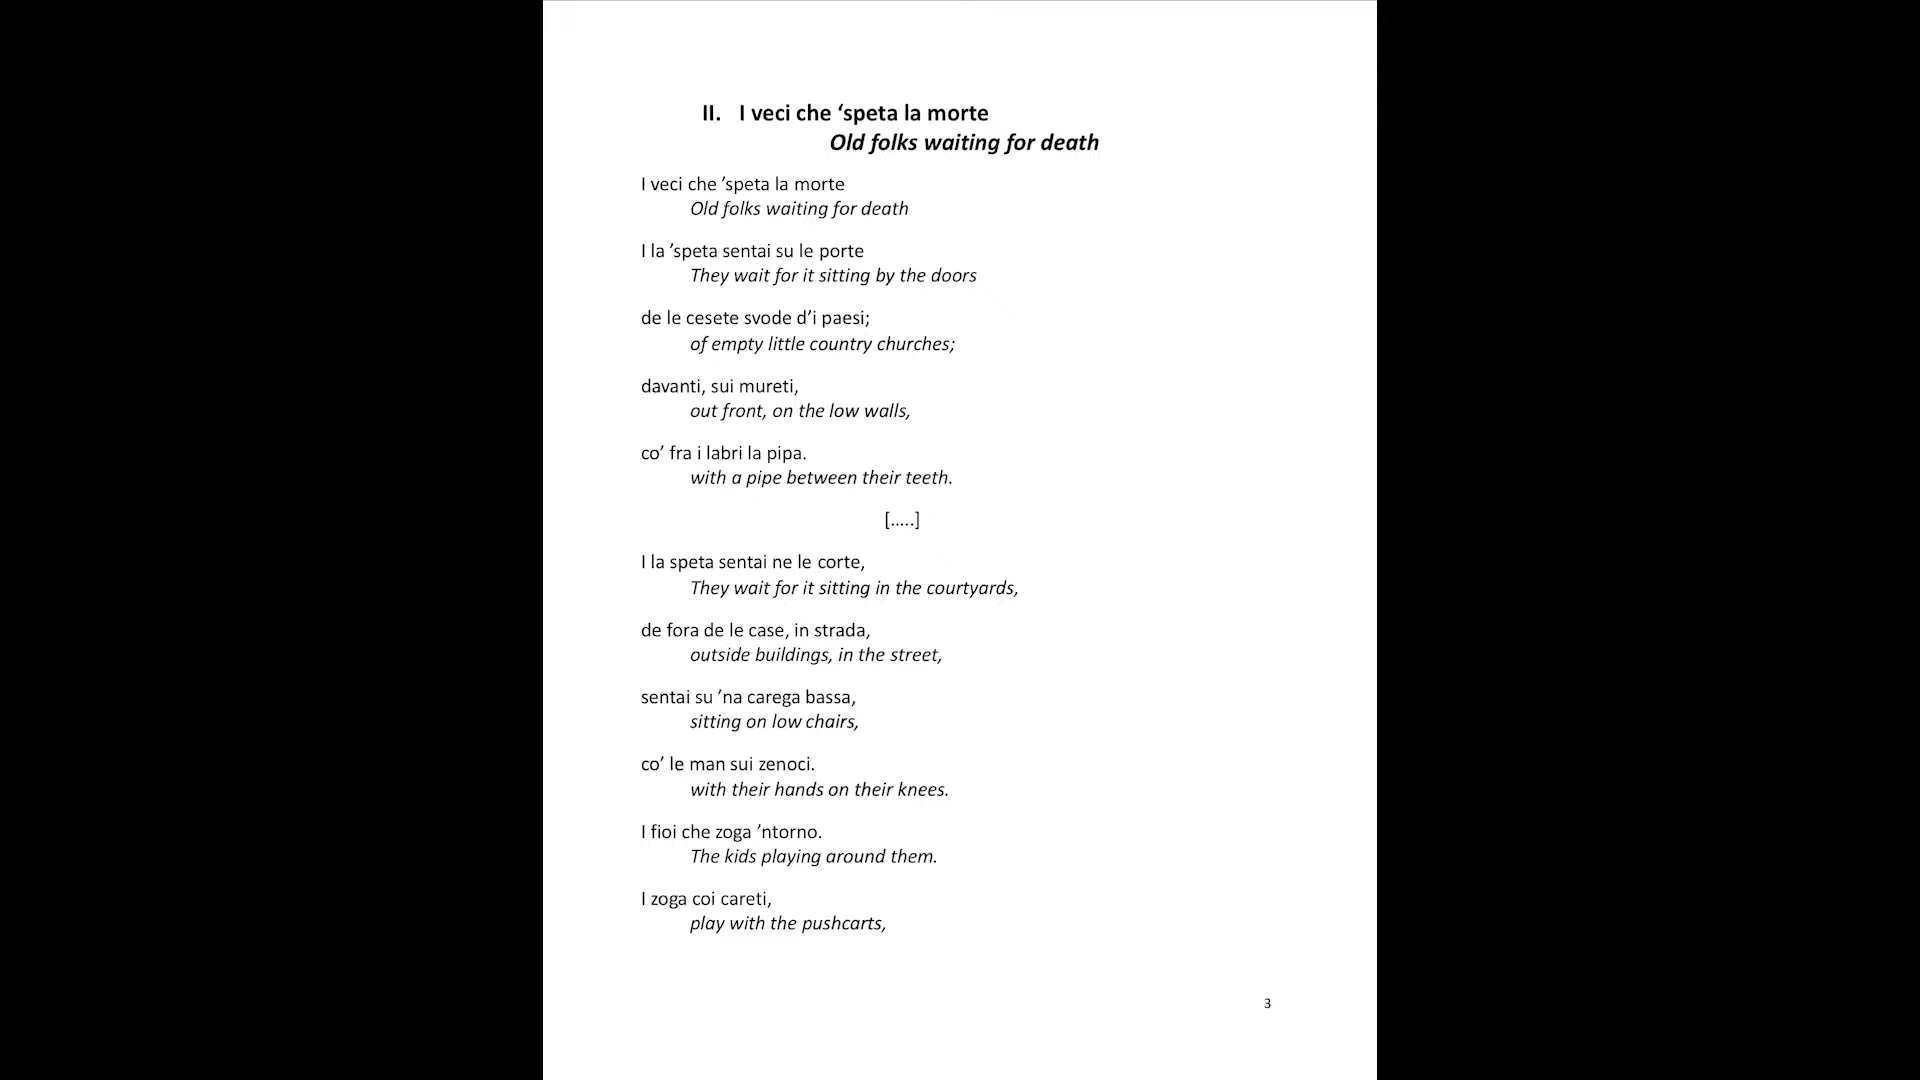 II. I veci che ‘speta la morte
Old folks waiting for death
I veci che ’speta la morte
Old folks waiting for death
I la ’speta sentai su le porte
They wait for it sitting by the doors
de le cesete svode d’i paesi;
of empty little country churches;
davanti, sui mureti,
out front, on the low walls,
co’ fra i labri la pipa.
with a pipe between their teeth.
[.....]
I la speta sentai ne le corte,
They wait for it sitting in the courtyards,
de fora de le case, in strada,
outside buildings, in the street,
sentai su ’na carega bassa,
sitting on low chairs,
co’ le man sui zenoci.
with their hands on their knees.
I fioi che zoga ’ntorno.
The kids playing around them.
I zoga coi careti,
play with the pushcarts,
3